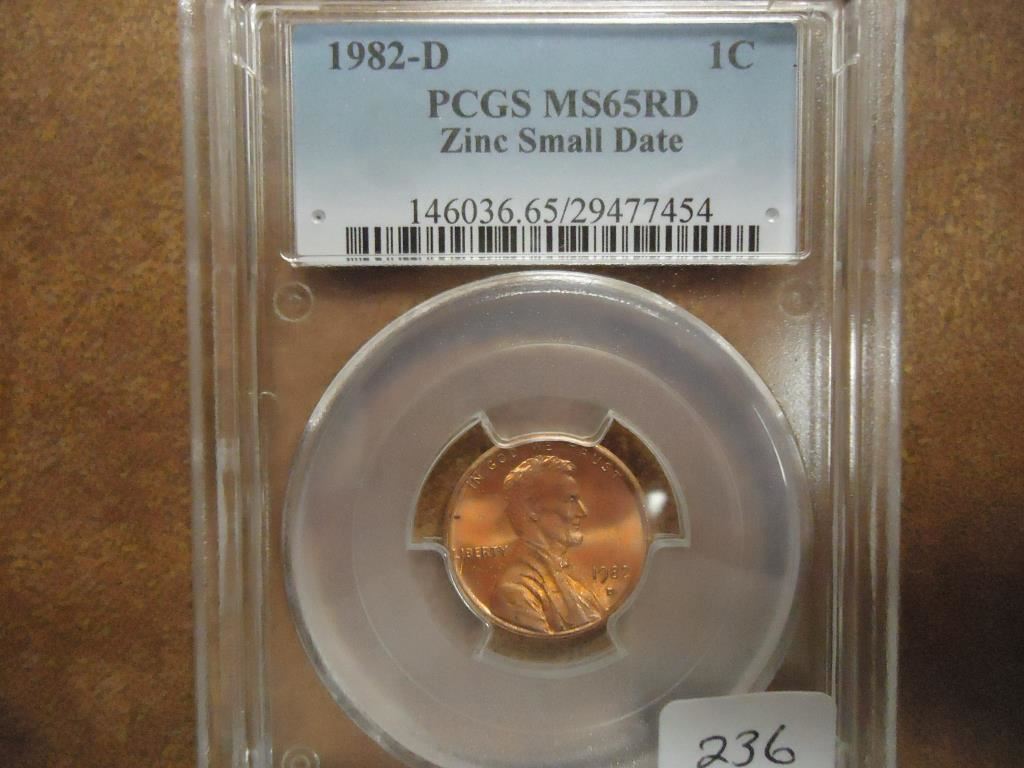 1982-D 1C
PCGS MS65RD
Zinc Small Date
146036.65/29477454
IN GOD WE TRUST
LIBERTY
1982
D
236